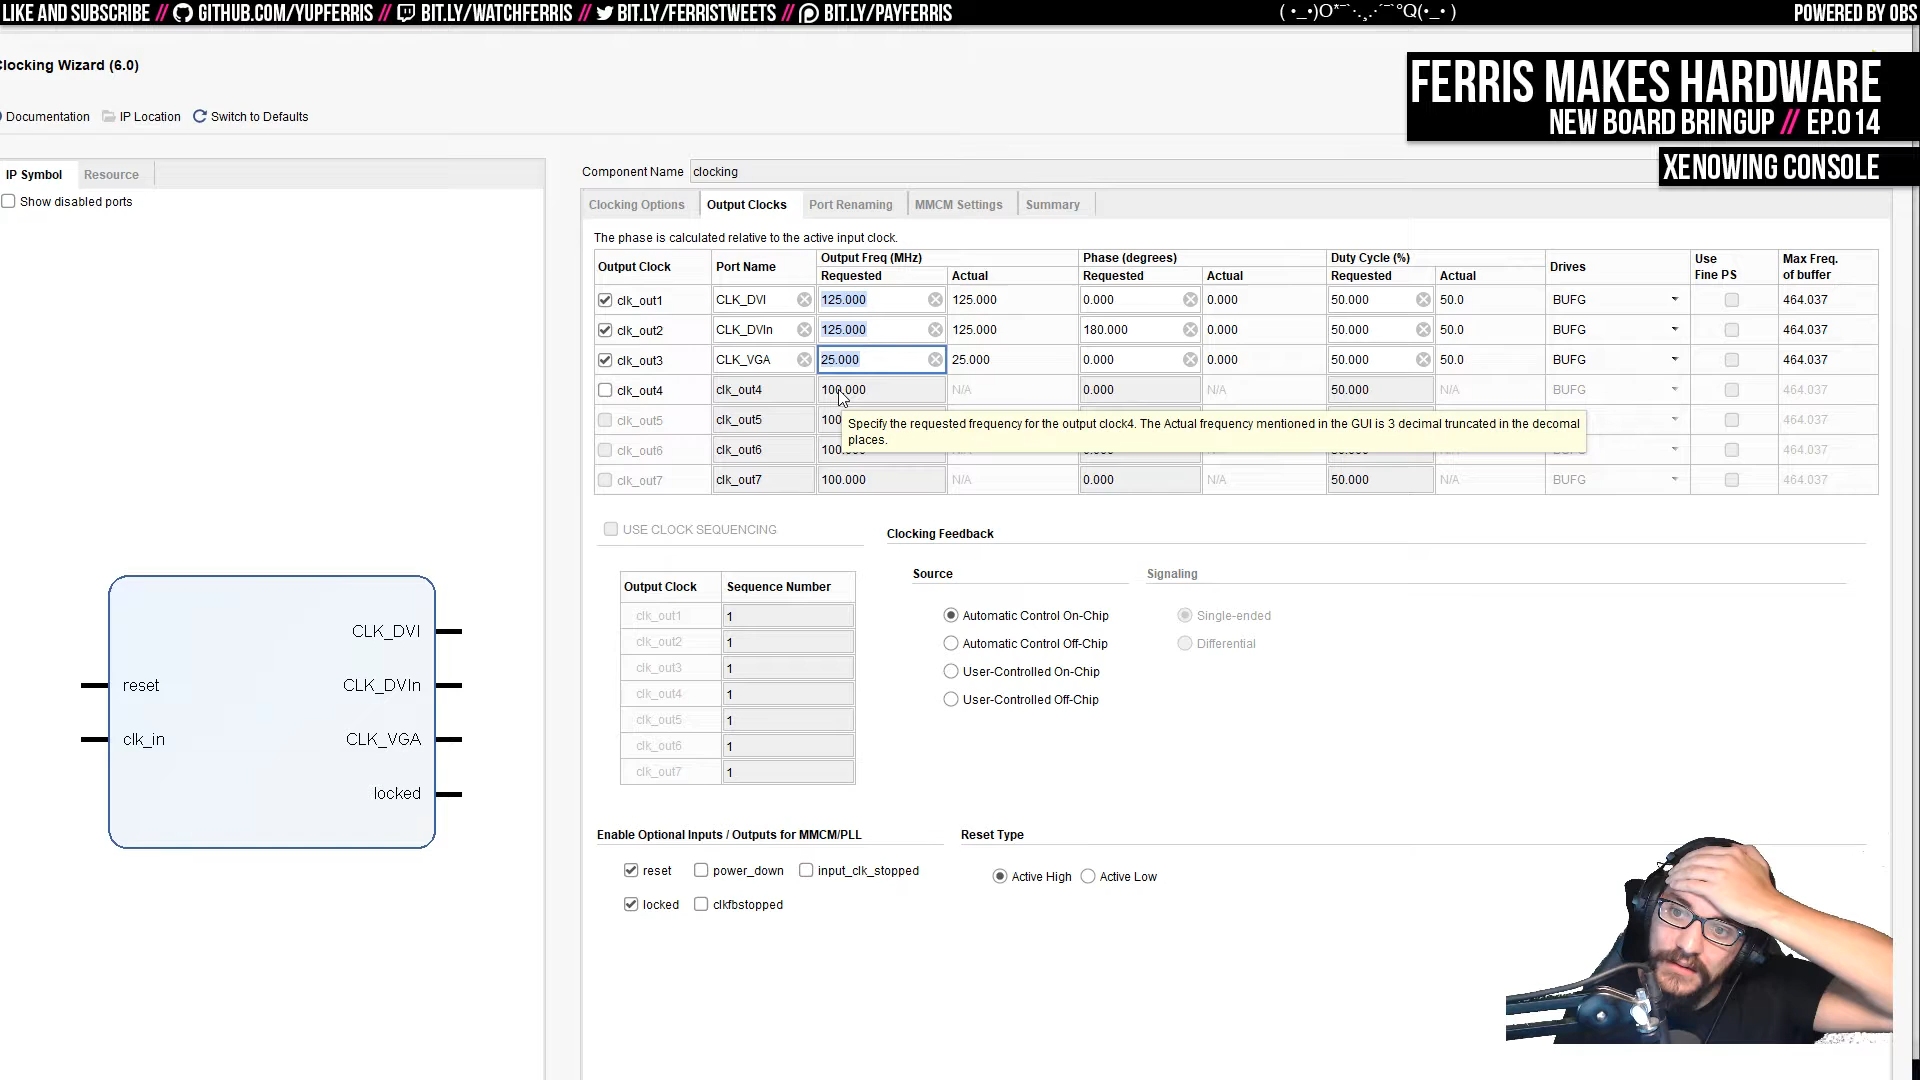 LIKE AND SUBSCRIBE // GITHUB.COM/YUPFERRIS // BIT.LY/WATCHFERRIS // BIT.LY/FERRISTWEETS // BIT.LY/PAYFERRIS
POWERED BY OBS
FERRIS MAKES HARDWARE
NEW BOARD BRINGUP // EP.014
XENOWING CONSOLE
Clocking Wizard (6.0)
Documentation IP Location Switch to Defaults
IP Symbol Resource
Show disabled ports
CLK_DVI
reset CLK_DVIn
clk_in CLK_VGA
locked
Component Name clocking
Clocking Options Output Clocks Port Renaming MMCM Settings Summary
The phase is calculated relative to the active input clock.
Output Clock Port Name Output Freq (MHz) Phase (degrees) Duty Cycle (%) Drives Use Fine PS Max Freq. of buffer
Requested Actual Requested Actual Requested Actual
clk_out1 CLK_DVI 125.000 125.000 0.000 0.000 50.000 50.0 BUFG 464.037
clk_out2 CLK_DVIn 125.000 125.000 180.000 0.000 50.000 50.0 BUFG 464.037
clk_out3 CLK_VGA 25.000 25.000 0.000 0.000 50.000 50.0 BUFG 464.037
clk_out4 clk_out4 100.000 N/A 0.000 N/A 50.000 N/A BUFG 464.037
clk_out5 clk_out5 100 464.037
clk_out6 clk_out6 464.037
clk_out7 clk_out7 100.000 N/A 0.000 N/A 50.000 N/A BUFG 464.037
Specify the requested frequency for the output clock4. The Actual frequency mentioned in the GUI is 3 decimal truncated in the decomal
places.
USE CLOCK SEQUENCING
Output Clock Sequence Number
clk_out1 1
clk_out2 1
clk_out3 1
clk_out4 1
clk_out5 1
clk_out6 1
clk_out7 1
Clocking Feedback
Source Signaling
Automatic Control On-Chip Single-ended
Automatic Control Off-Chip Differential
User-Controlled On-Chip
User-Controlled Off-Chip
Enable Optional Inputs / Outputs for MMCM/PLL
reset power_down input_clk_stopped
locked clkfbstopped
Reset Type
Active High Active Low